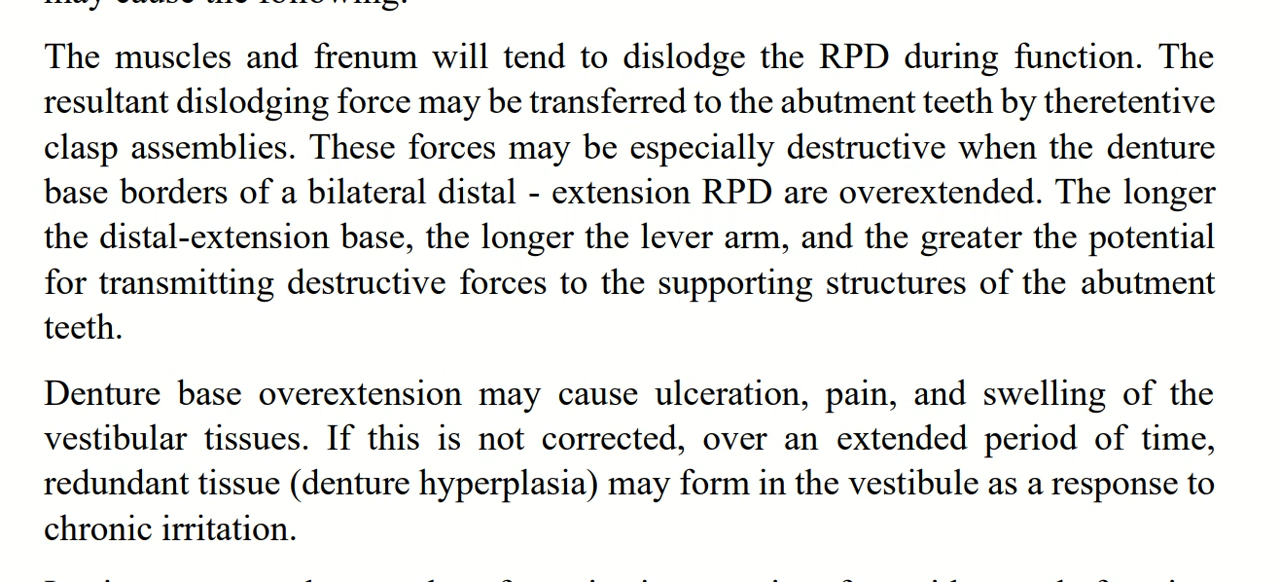 may cause the following:
The muscles and frenum will tend to dislodge the RPD during function. The
resultant dislodging force may be transferred to the abutment teeth by theretentive
clasp assemblies. These forces may be especially destructive when the denture
base borders of a bilateral distal - extension RPD are overextended. The longer
the distal-extension base, the longer the lever arm, and the greater the potential
for transmitting destructive forces to the supporting structures of the abutment
teeth.
Denture base overextension may cause ulceration, pain, and swelling of the
vestibular tissues. If this is not corrected, over an extended period of time,
redundant tissue (denture hyperplasia) may form in the vestibule as a response to
chronic irritation.